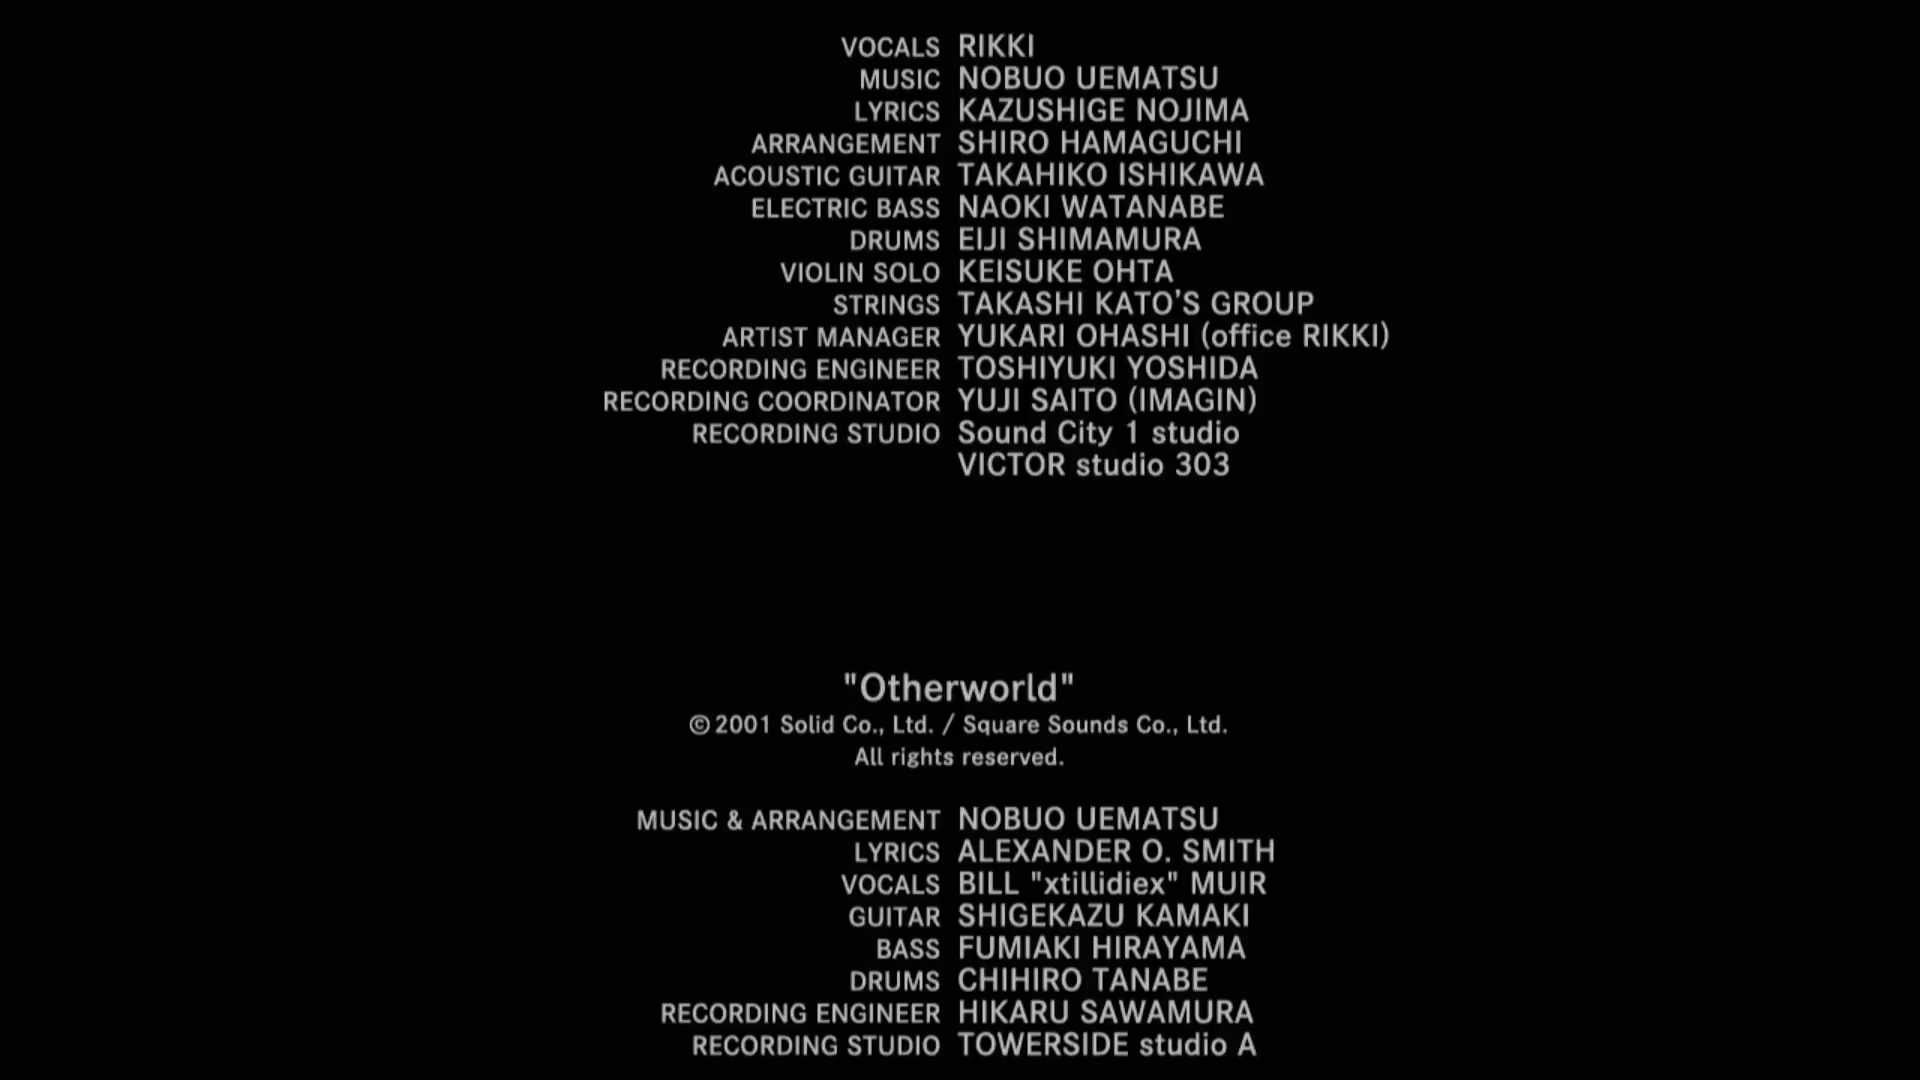 VOCALS RIKKI
MUSIC NOBUO UEMATSU
LYRICS KAZUSHIGE NOJIMA
ARRANGEMENT SHIRO HAMAGUCHI
ACOUSTIC GUITAR TAKAHIKO ISHIKAWA
ELECTRIC BASS NAOKI WATANABE
DRUMS EIJI SHIMAMURA
VIOLIN SOLO KEISUKE OHTA
STRINGS TAKASHI KATO'S GROUP
ARTIST MANAGER YUKARI OHASHI (office RIKKI)
RECORDING ENGINEER TOSHIYUKI YOSHIDA
RECORDING COORDINATOR YUJI SAITO (IMAGIN)
RECORDING STUDIO Sound City 1 studio
VICTOR studio 303
"Otherworld"
© 2001 Solid Co., Ltd. / Square Sounds Co., Ltd.
All rights reserved.
MUSIC & ARRANGEMENT NOBUO UEMATSU
LYRICS ALEXANDER O. SMITH
VOCALS BILL "xtillidiex" MUIR
GUITAR SHIGEKAZU KAMAKI
BASS FUMIAKI HIRAYAMA
DRUMS CHIHIRO TANABE
RECORDING ENGINEER HIKARU SAWAMURA
RECORDING STUDIO TOWERSIDE studio A